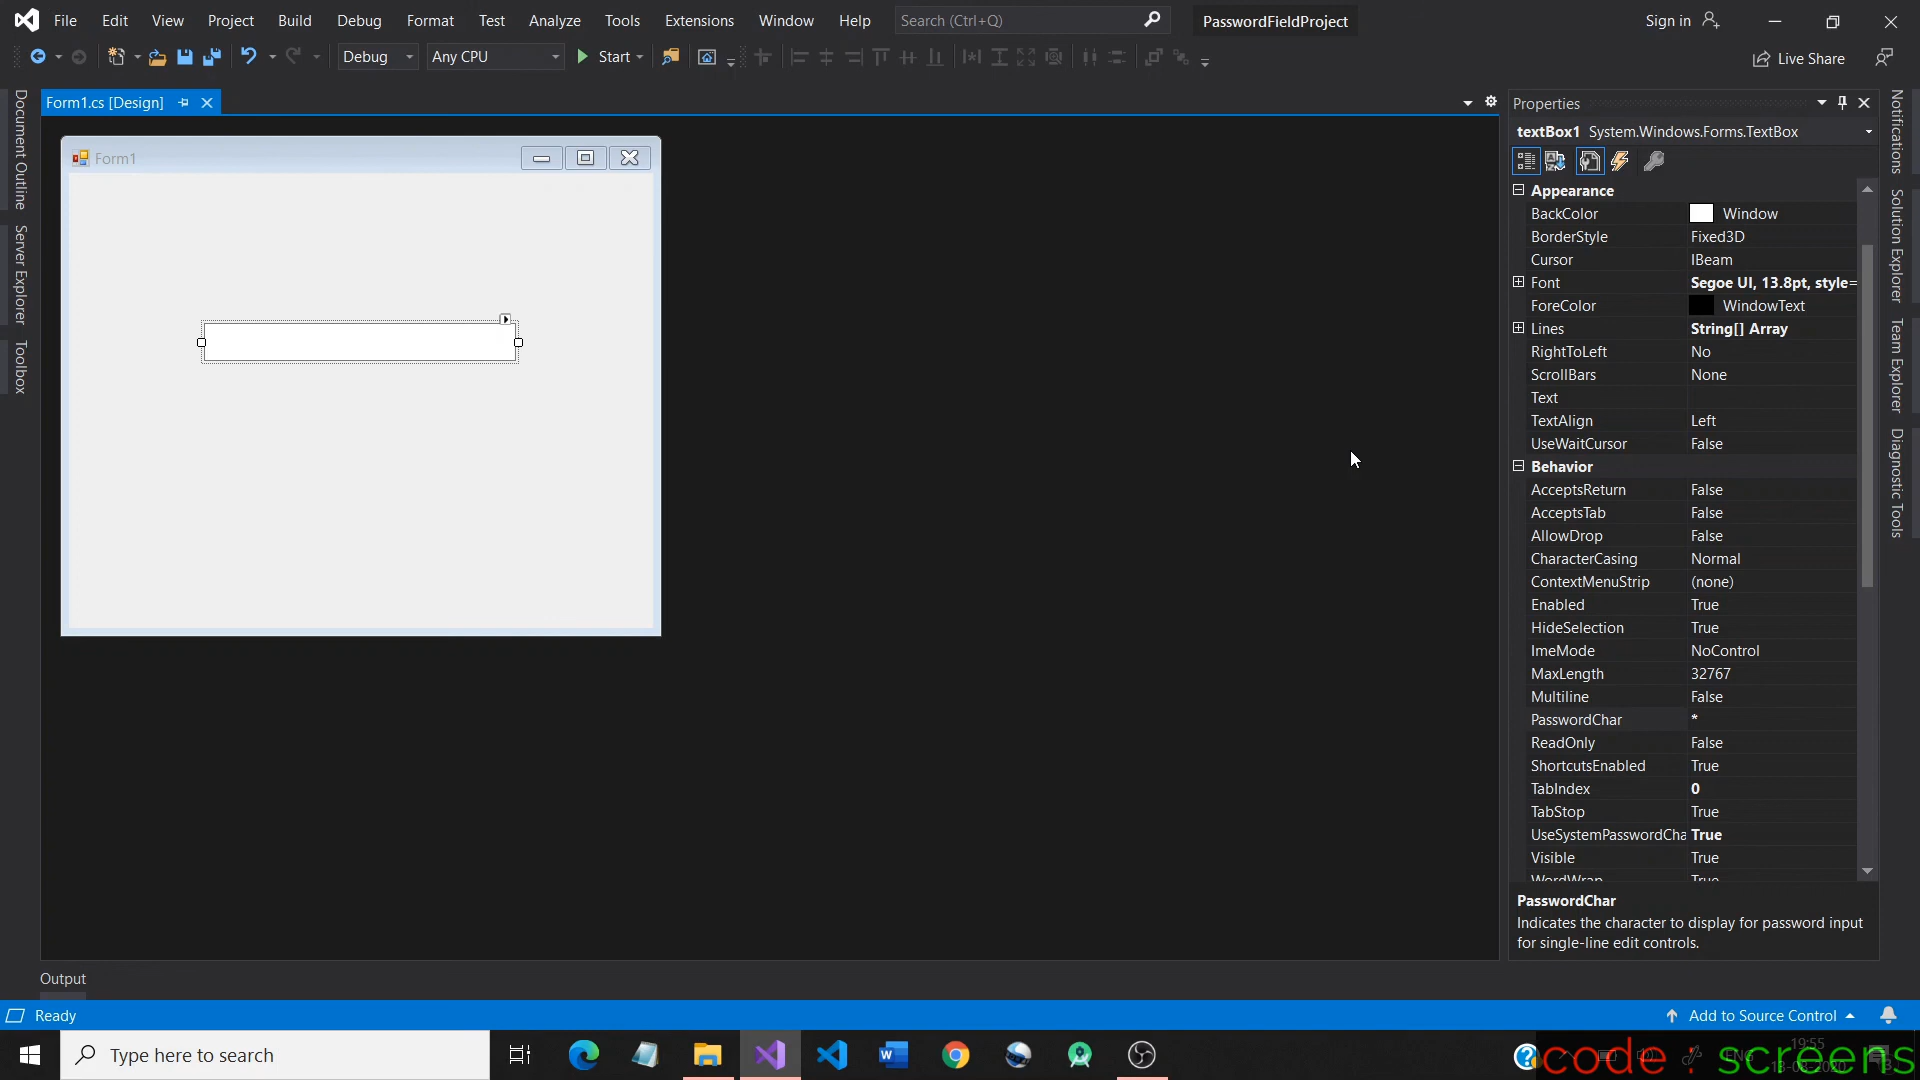 File Edit View Project Build Debug Format Test Analyze Tools Extensions Window Help Search (Ctrl+Q) PasswordFieldProject Sign in
Debug Any CPU Start Live Share
Document Outline
Server Explorer
Toolbox
Form1.cs [Design]
Form1
Properties
textBox1 System.Windows.Forms.TextBox
Appearance
BackColor Window
BorderStyle Fixed3D
Cursor IBeam
Font Segoe UI, 13.8pt, style=
ForeColor WindowText
Lines String[] Array
RightToLeft No
ScrollBars None
Text
TextAlign Left
UseWaitCursor False
Behavior
AcceptsReturn False
AcceptsTab False
AllowDrop False
CharacterCasing Normal
ContextMenuStrip (none)
Enabled True
HideSelection True
ImeMode NoControl
MaxLength 32767
Multiline False
PasswordChar *
ReadOnly False
ShortcutsEnabled True
TabIndex 0
TabStop True
UseSystemPasswordCha True
Visible True
WordWrap True
PasswordChar
Indicates the character to display for password input
for single-line edit controls.
Notifications
Solution Explorer
Team Explorer
Diagnostic Tools
Output
Ready Add to Source Control
Type here to search
ENG
19:55
code : screens